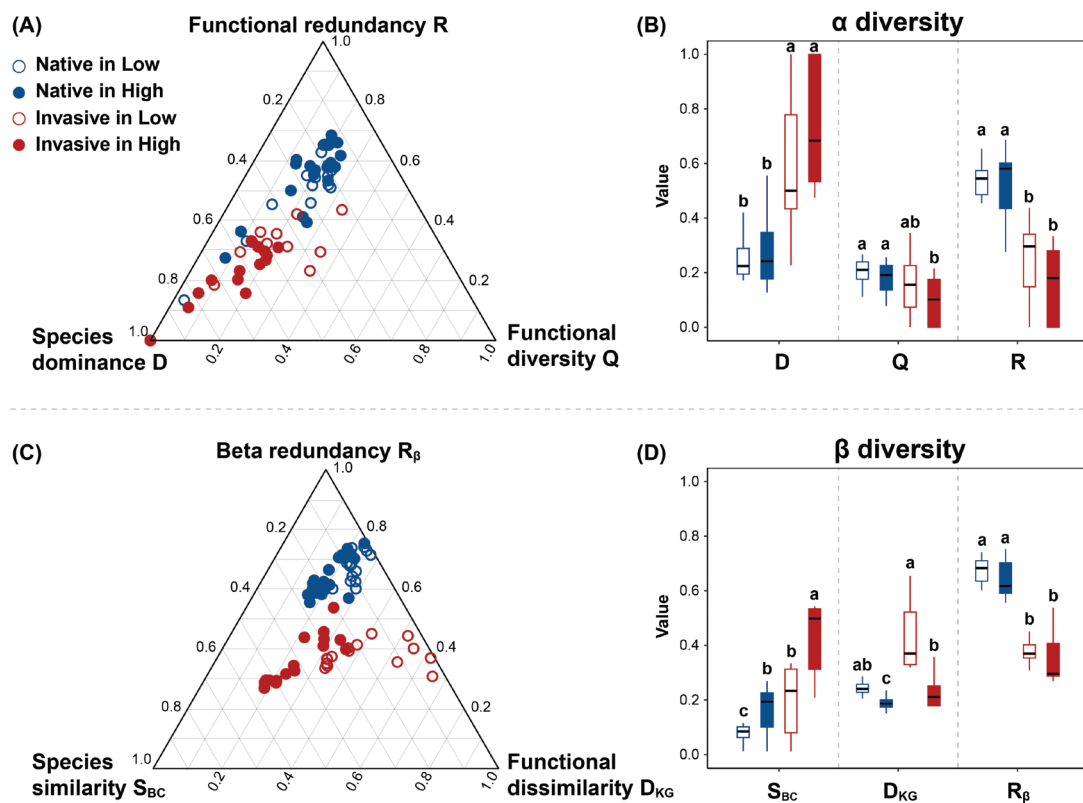 (A)
Functional redundancy R
1.0
Native in Low
Native in High
Invasive in Low
Invasive in High
0.2
0.8
0.4
0.6
0.6
0.4
0.8
0.2
Species
dominance D
1.0
0.2
0.4
0.6
0.8
1.0
Functional
diversity Q
(B)
α diversity
Value
1.0
0.8
0.6
0.4
0.2
0.0
b b a a
a a ab b
a a b b
D Q R
(C)
Beta redundancy Rβ
1.0
0.2
0.8
0.4
0.6
0.6
0.4
0.8
0.2
Species
similarity SBC
1.0
0.2
0.4
0.6
0.8
1.0
Functional
dissimilarity DKG
(D)
β diversity
Value
1.0
0.8
0.6
0.4
0.2
0.0
c b b a
ab c a b
a a b b
SBC DKG Rβ